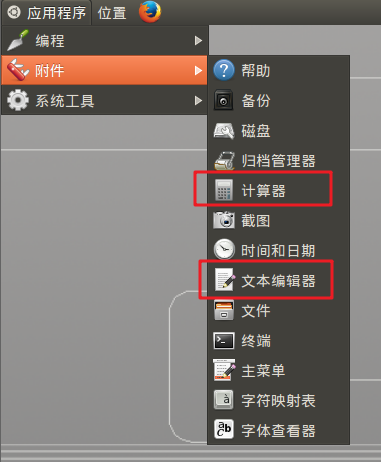 应用程序 位置
编程
附件
系统工具
帮助
备份
磁盘
归档管理器
计算器
截图
时间和日期
文本编辑器
文件
终端
主菜单
字符映射表
字体查看器